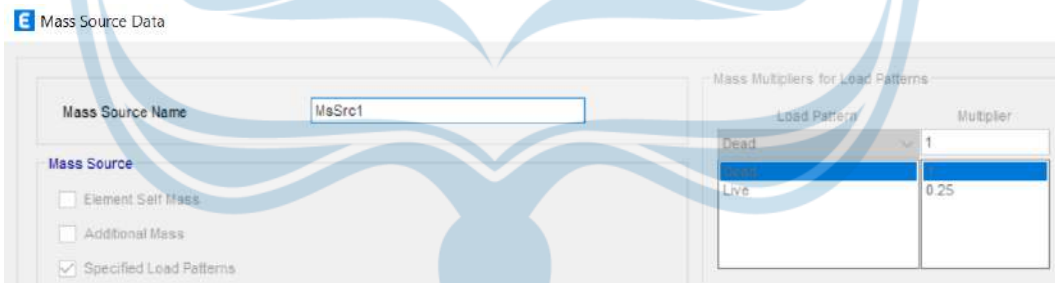 E Mass Source Data
Mass Multipliers for Load Patterns
Mass Source Name MsSrc1
Load Pattern Multiplier
Dead 1
Mass Source
Dead 1
Live 0.25
Element Self Mass
Additional Mass
Specified Load Patterns